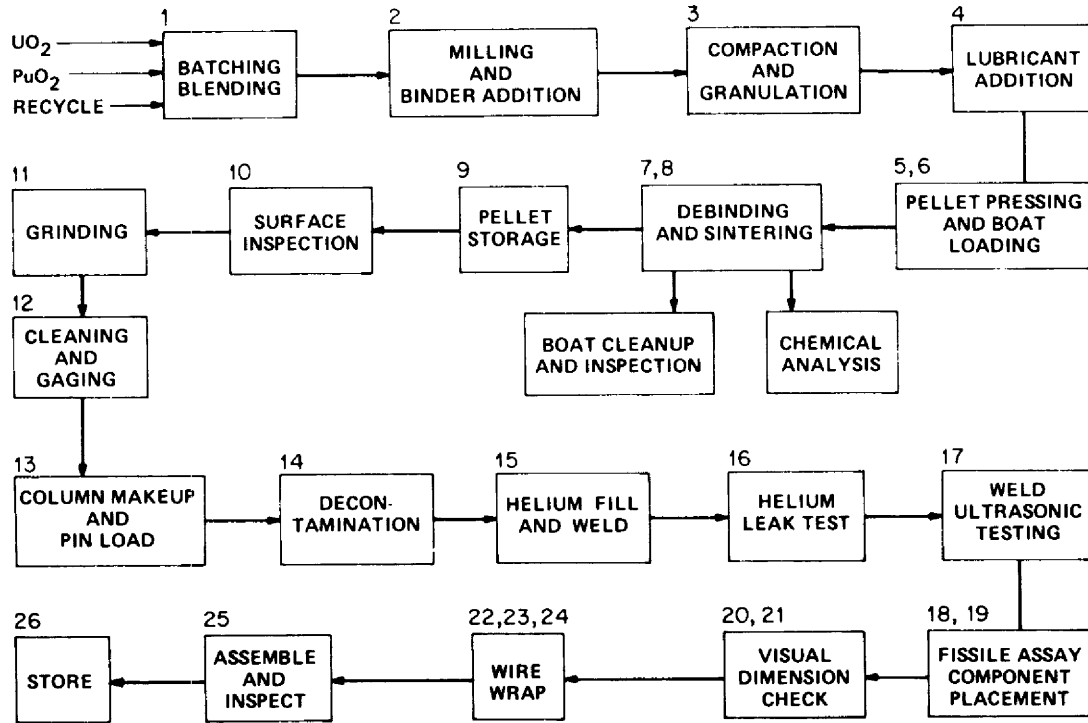 1
UO2
PuO2
RECYCLE
BATCHING
BLENDING
2
MILLING
AND
BINDER ADDITION
3
COMPACTION
AND
GRANULATION
4
LUBRICANT
ADDITION
11
GRINDING
10
SURFACE
INSPECTION
9
PELLET
STORAGE
7, 8
DEBINDING
AND SINTERING
5, 6
PELLET PRESSING
AND BOAT
LOADING
12
CLEANING
AND
GAGING
BOAT CLEANUP
AND INSPECTION
CHEMICAL
ANALYSIS
13
COLUMN MAKEUP
AND
PIN LOAD
14
DECON-
TAMINATION
15
HELIUM FILL
AND WELD
16
HELIUM
LEAK TEST
17
WELD
ULTRASONIC
TESTING
26
STORE
25
ASSEMBLE
AND
INSPECT
22, 23, 24
WIRE
WRAP
20, 21
VISUAL
DIMENSION
CHECK
18, 19
FISSILE ASSAY
COMPONENT
PLACEMENT